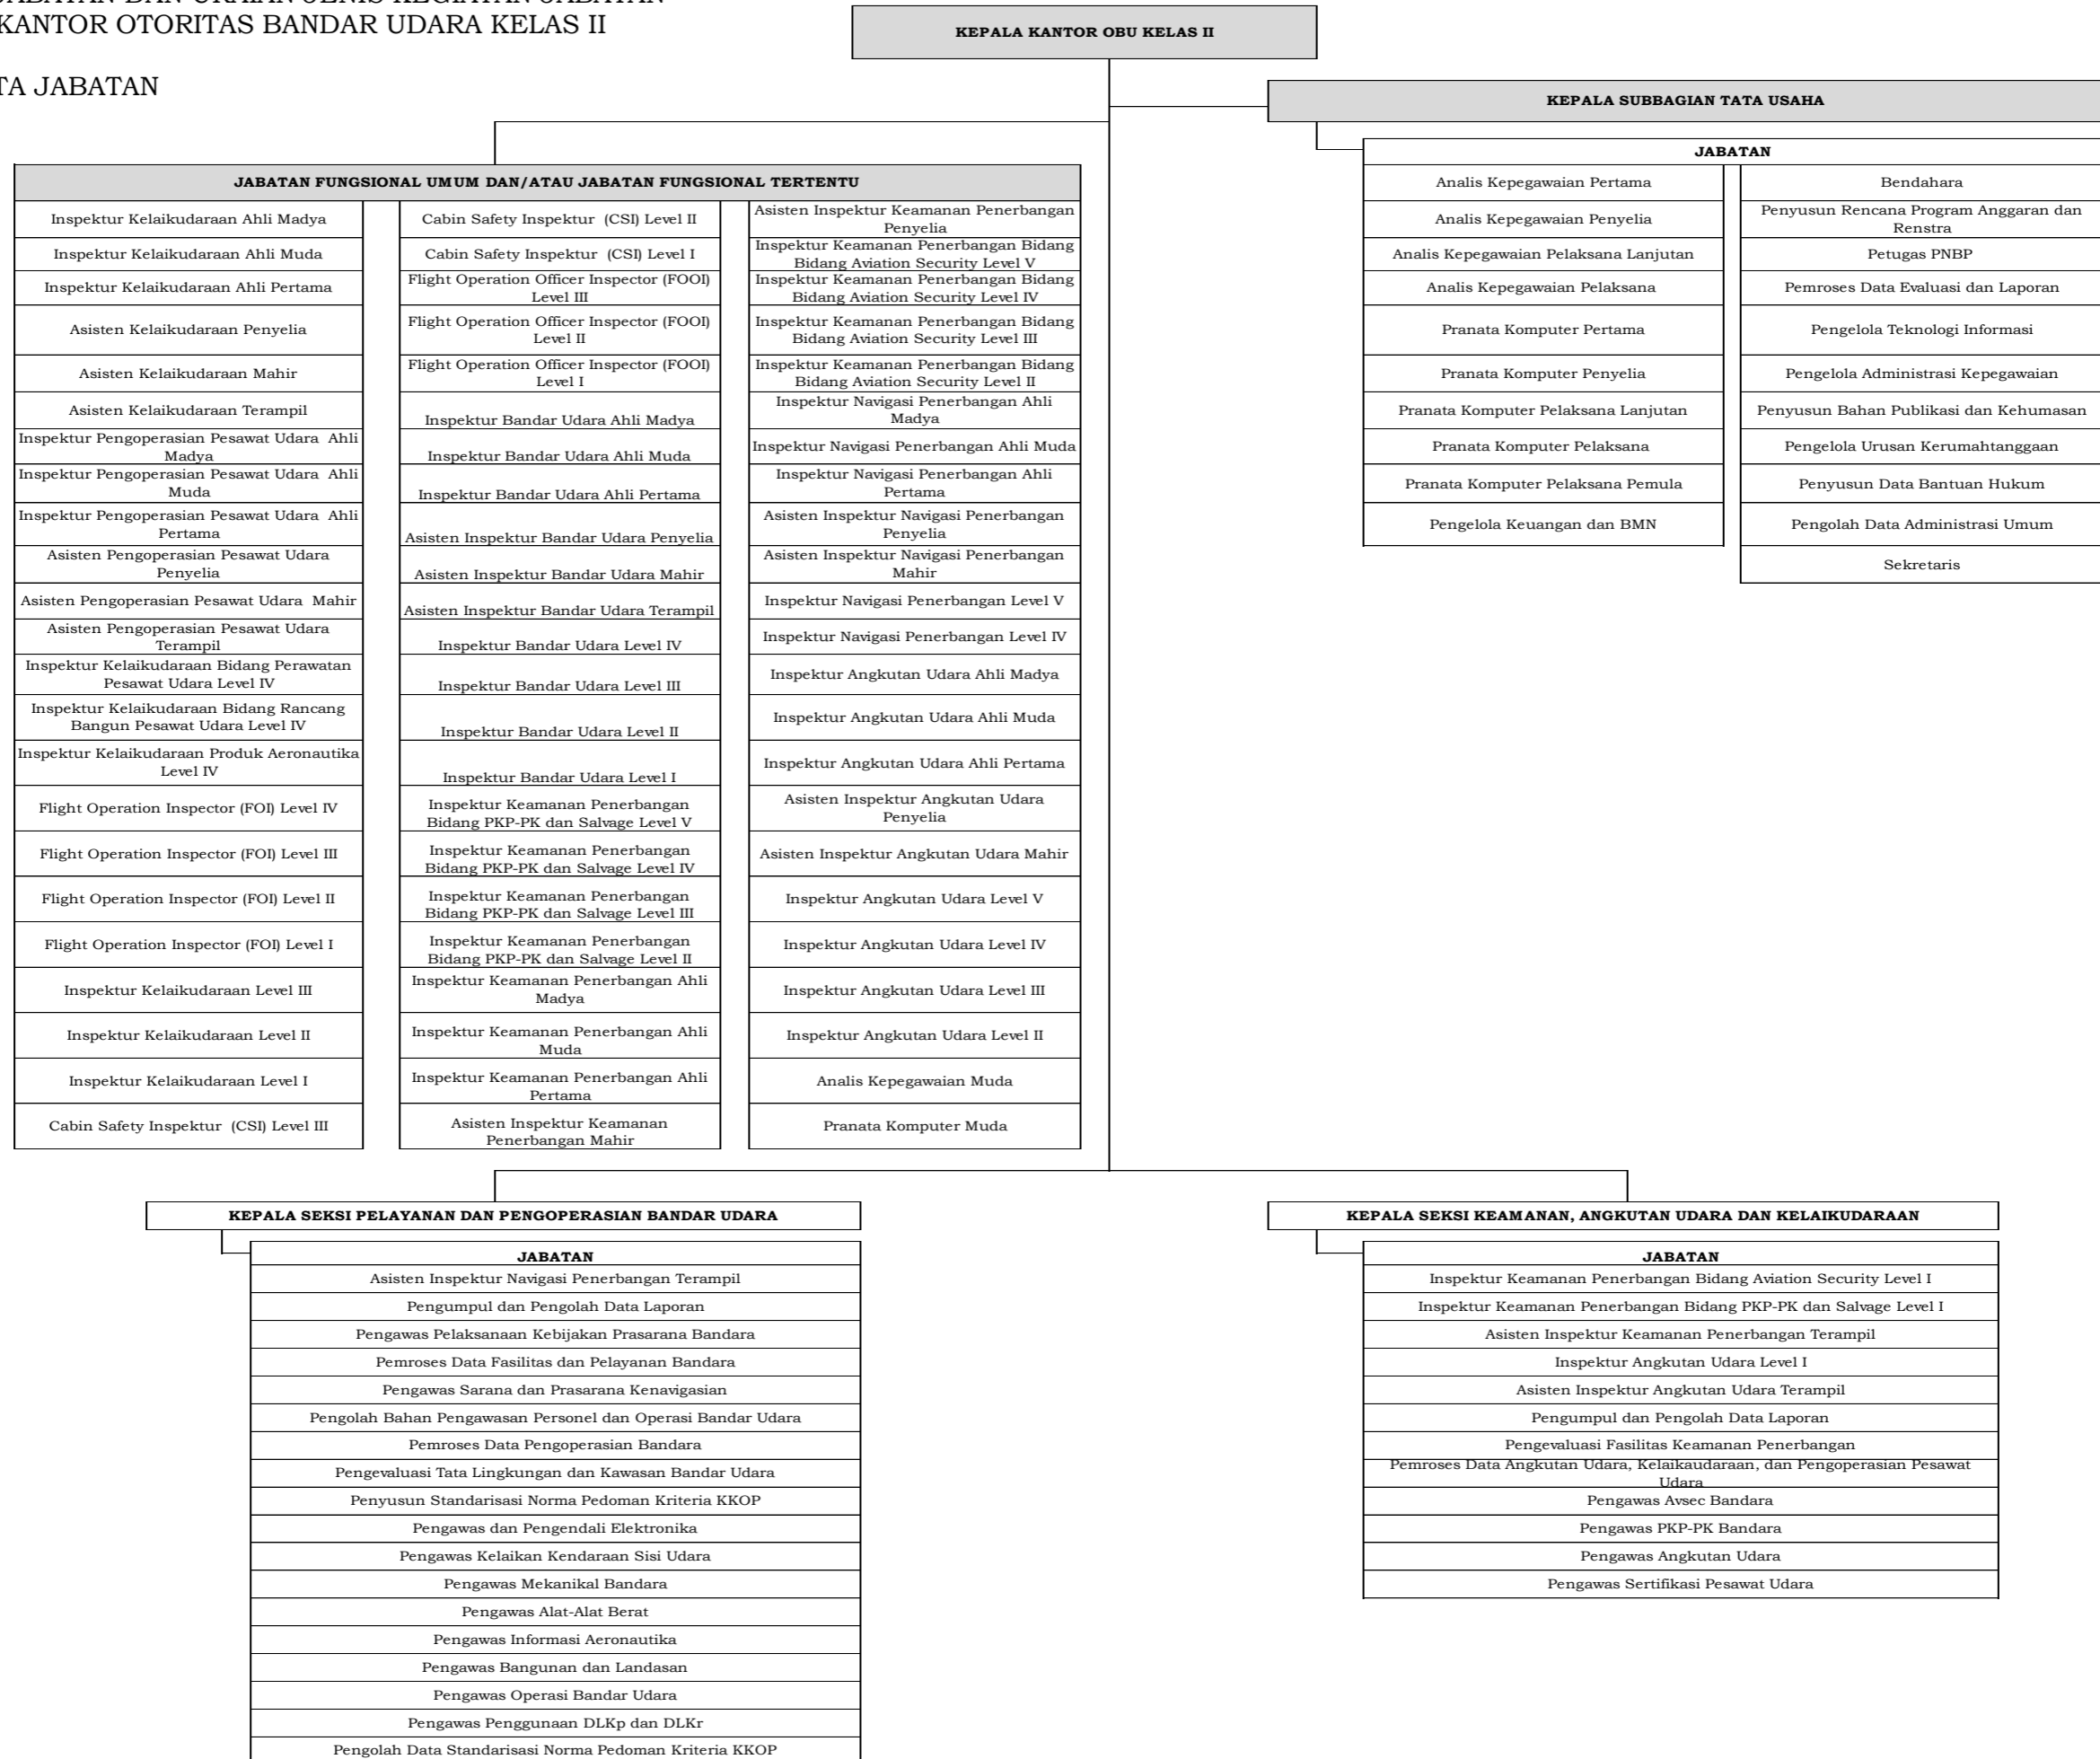 JABATAN DAN URAIAN JENIS KEGIATAN JABATAN
KANTOR OTORITAS BANDAR UDARA KELAS II
TA JABATAN
KEPALA KANTOR OBU KELAS II
KEPALA SUBBAGIAN TATA USAHA
JABATAN
Analis Kepegawaian Pertama
Analis Kepegawaian Penyelia
Analis Kepegawaian Pelaksana Lanjutan
Analis Kepegawaian Pelaksana
Pranata Komputer Pertama
Pranata Komputer Penyelia
Pranata Komputer Pelaksana Lanjutan
Pranata Komputer Pelaksana
Pranata Komputer Pelaksana Pemula
Pengelola Keuangan dan BMN
Bendahara
Penyusun Rencana Program Anggaran dan
Renstra
Petugas PNBP
Pemroses Data Evaluasi dan Laporan
Pengelola Teknologi Informasi
Pengelola Administrasi Kepegawaian
Penyusun Bahan Publikasi dan Kehumasan
Pengelola Urusan Kerumahtanggaan
Penyusun Data Bantuan Hukum
Pengolah Data Administrasi Umum
Sekretaris
JABATAN FUNGSIONAL UMUM DAN/ATAU JABATAN FUNGSIONAL TERTENTU
Inspektur Kelaikudaraan Ahli Madya
Inspektur Kelaikudaraan Ahli Muda
Inspektur Kelaikudaraan Ahli Pertama
Asisten Kelaikudaraan Penyelia
Asisten Kelaikudaraan Mahir
Asisten Kelaikudaraan Terampil
Inspektur Pengoperasian Pesawat Udara Ahli
Madya
Inspektur Pengoperasian Pesawat Udara Ahli
Muda
Inspektur Pengoperasian Pesawat Udara Ahli
Pertama
Asisten Pengoperasian Pesawat Udara
Penyelia
Asisten Pengoperasian Pesawat Udara Mahir
Asisten Pengoperasian Pesawat Udara
Terampil
Inspektur Kelaikudaraan Bidang Perawatan
Pesawat Udara Level IV
Inspektur Kelaikudaraan Bidang Rancang
Bangun Pesawat Udara Level IV
Inspektur Kelaikudaraan Produk Aeronautika
Level IV
Flight Operation Inspector (FOI) Level IV
Flight Operation Inspector (FOI) Level III
Flight Operation Inspector (FOI) Level II
Flight Operation Inspector (FOI) Level I
Inspektur Kelaikudaraan Level III
Inspektur Kelaikudaraan Level II
Inspektur Kelaikudaraan Level I
Cabin Safety Inspektur (CSI) Level III
Cabin Safety Inspektur (CSI) Level II
Cabin Safety Inspektur (CSI) Level I
Flight Operation Officer Inspector (FOOI)
Level III
Flight Operation Officer Inspector (FOOI)
Level II
Flight Operation Officer Inspector (FOOI)
Level I
Inspektur Bandar Udara Ahli Madya
Inspektur Bandar Udara Ahli Muda
Inspektur Bandar Udara Ahli Pertama
Asisten Inspektur Bandar Udara Penyelia
Asisten Inspektur Bandar Udara Mahir
Asisten Inspektur Bandar Udara Terampil
Inspektur Bandar Udara Level IV
Inspektur Bandar Udara Level III
Inspektur Bandar Udara Level II
Inspektur Bandar Udara Level I
Inspektur Keamanan Penerbangan
Bidang PKP-PK dan Salvage Level V
Inspektur Keamanan Penerbangan
Bidang PKP-PK dan Salvage Level IV
Inspektur Keamanan Penerbangan
Bidang PKP-PK dan Salvage Level III
Inspektur Keamanan Penerbangan
Bidang PKP-PK dan Salvage Level II
Inspektur Keamanan Penerbangan Ahli
Madya
Inspektur Keamanan Penerbangan Ahli
Muda
Inspektur Keamanan Penerbangan Ahli
Pertama
Asisten Inspektur Keamanan
Penerbangan Mahir
Asisten Inspektur Keamanan Penerbangan
Penyelia
Inspektur Keamanan Penerbangan Bidang
Bidang Aviation Security Level V
Inspektur Keamanan Penerbangan Bidang
Bidang Aviation Security Level IV
Inspektur Keamanan Penerbangan Bidang
Bidang Aviation Security Level III
Inspektur Keamanan Penerbangan Bidang
Bidang Aviation Security Level II
Inspektur Navigasi Penerbangan Ahli
Madya
Inspektur Navigasi Penerbangan Ahli Muda
Inspektur Navigasi Penerbangan Ahli
Pertama
Asisten Inspektur Navigasi Penerbangan
Penyelia
Asisten Inspektur Navigasi Penerbangan
Mahir
Inspektur Navigasi Penerbangan Level V
Inspektur Navigasi Penerbangan Level IV
Inspektur Angkutan Udara Ahli Madya
Inspektur Angkutan Udara Ahli Muda
Inspektur Angkutan Udara Ahli Pertama
Asisten Inspektur Angkutan Udara
Penyelia
Asisten Inspektur Angkutan Udara Mahir
Inspektur Angkutan Udara Level V
Inspektur Angkutan Udara Level IV
Inspektur Angkutan Udara Level III
Inspektur Angkutan Udara Level II
Analis Kepegawaian Muda
Pranata Komputer Muda
KEPALA SEKSI PELAYANAN DAN PENGOPERASIAN BANDAR UDARA
JABATAN
Asisten Inspektur Navigasi Penerbangan Terampil
Pengumpul dan Pengolah Data Laporan
Pengawas Pelaksanaan Kebijakan Prasarana Bandara
Pemroses Data Fasilitas dan Pelayanan Bandara
Pengawas Sarana dan Prasarana Kenavigasian
Pengolah Bahan Pengawasan Personel dan Operasi Bandar Udara
Pemroses Data Pengoperasian Bandara
Pengevaluasi Tata Lingkungan dan Kawasan Bandar Udara
Penyusun Standarisasi Norma Pedoman Kriteria KKOP
Pengawas dan Pengendali Elektronika
Pengawas Kelaikan Kendaraan Sisi Udara
Pengawas Mekanikal Bandara
Pengawas Alat-Alat Berat
Pengawas Informasi Aeronautika
Pengawas Bangunan dan Landasan
Pengawas Operasi Bandar Udara
Pengawas Penggunaan DLKp dan DLKr
Pengolah Data Standarisasi Norma Pedoman Kriteria KKOP
KEPALA SEKSI KEAMANAN, ANGKUTAN UDARA DAN KELAIKUDARAAN
JABATAN
Inspektur Keamanan Penerbangan Bidang Aviation Security Level I
Inspektur Keamanan Penerbangan Bidang PKP-PK dan Salvage Level I
Asisten Inspektur Keamanan Penerbangan Terampil
Inspektur Angkutan Udara Level I
Asisten Inspektur Angkutan Udara Terampil
Pengumpul dan Pengolah Data Laporan
Pengevaluasi Fasilitas Keamanan Penerbangan
Pemroses Data Angkutan Udara, Kelaikaudaraan, dan Pengoperasian Pesawat
Udara
Pengawas Avsec Bandara
Pengawas PKP-PK Bandara
Pengawas Angkutan Udara
Pengawas Sertifikasi Pesawat Udara